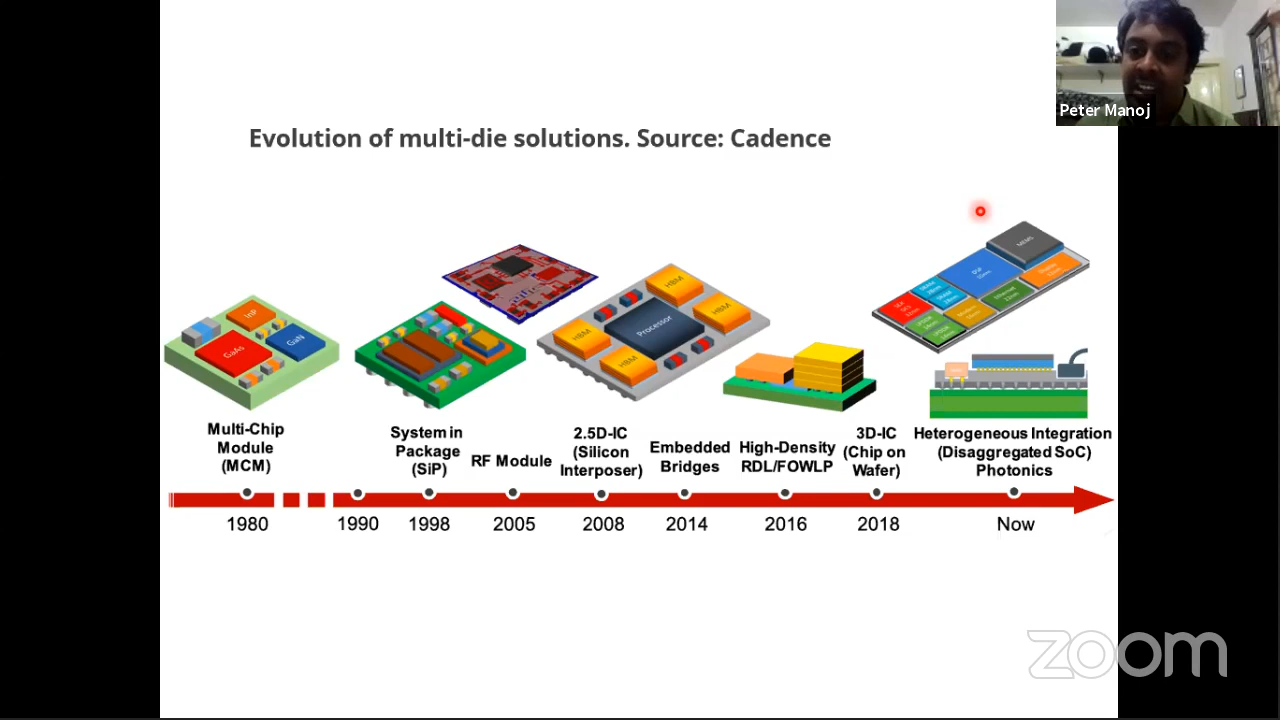 Peter Manoj
Evolution of multi-die solutions. Source: Cadence
InP
GaAs
GaN
HBM
HBM
HBM
HBM
Processor
MEMS
DSP
Multi-Chip
Module
(MCM)
System in
Package
(SiP)
RF Module
2.5D-IC
(Silicon
Interposer)
Embedded
Bridges
High-Density
RDL/FOWLP
3D-IC
(Chip on
Wafer)
Heterogeneous Integration
(Disaggregated SoC)
Photonics
1980
1990
1998
2005
2008
2014
2016
2018
Now
zoom